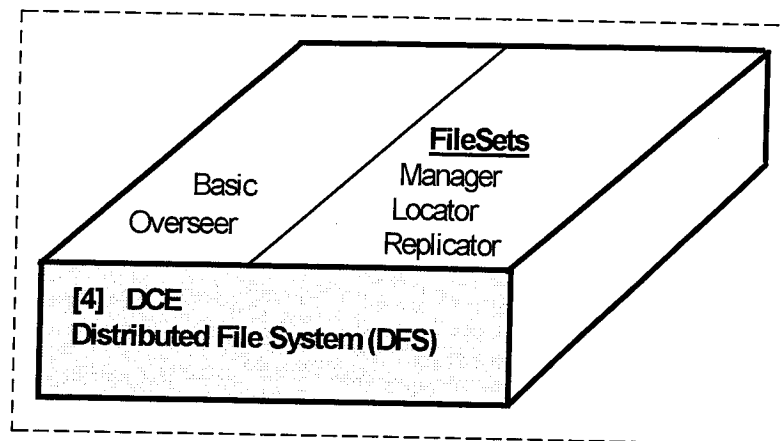 Basic
Overseer
FileSets
Manager
Locator
Replicator
[4] DCE
Distributed File System (DFS)